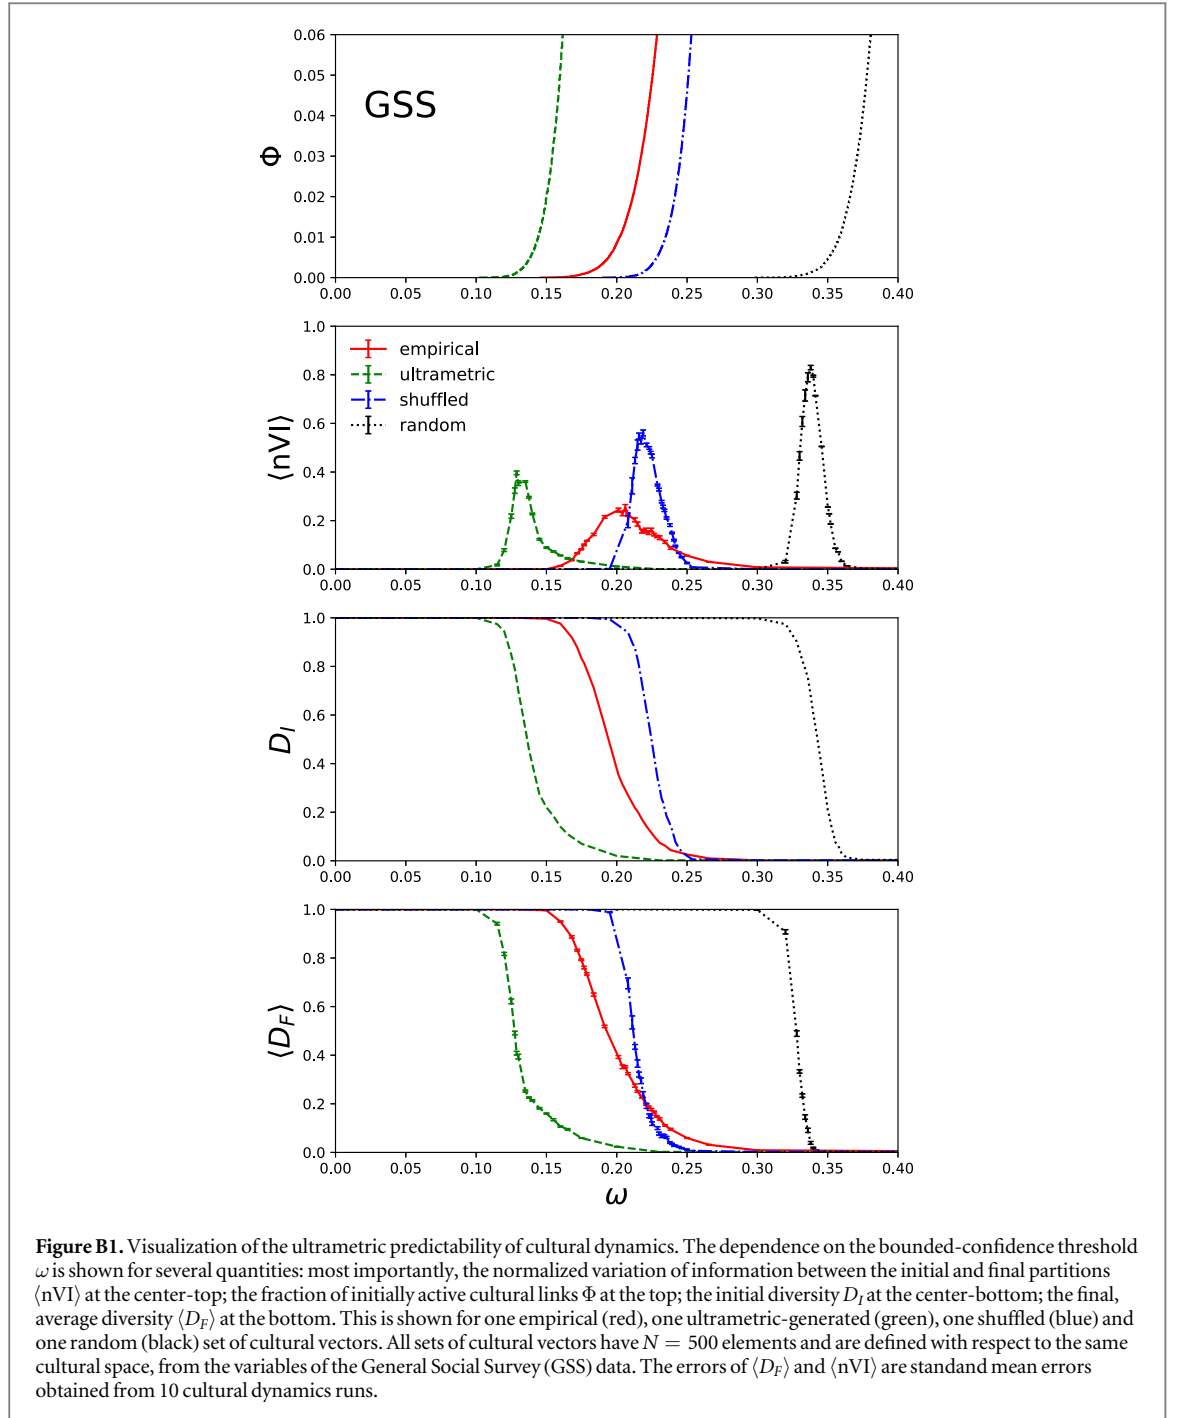 0.06
0.05
0.04
0.03
0.02
0.01
0.00
Φ
GSS
0.00 0.05 0.10 0.15 0.20 0.25 0.30 0.35 0.40
1.0
0.8
0.6
0.4
0.2
0.0
⟨nVI⟩
empirical
ultrametric
shuffled
random
0.00 0.05 0.10 0.15 0.20 0.25 0.30 0.35 0.40
1.0
0.8
0.6
0.4
0.2
0.0
D_I
0.00 0.05 0.10 0.15 0.20 0.25 0.30 0.35 0.40
1.0
0.8
0.6
0.4
0.2
0.0
⟨D_F⟩
0.00 0.05 0.10 0.15 0.20 0.25 0.30 0.35 0.40
ω
Figure B1. Visualization of the ultrametric predictability of cultural dynamics. The dependence on the bounded-confidence threshold
ω is shown for several quantities: most importantly, the normalized variation of information between the initial and final partitions
⟨nVI⟩ at the center-top; the fraction of initially active cultural links Φ at the top; the initial diversity D_I at the center-bottom; the final,
average diversity ⟨D_F⟩ at the bottom. This is shown for one empirical (red), one ultrametric-generated (green), one shuffled (blue) and
one random (black) set of cultural vectors. All sets of cultural vectors have N = 500 elements and are defined with respect to the same
cultural space, from the variables of the General Social Survey (GSS) data. The errors of ⟨D_F⟩ and ⟨nVI⟩ are standard mean errors
obtained from 10 cultural dynamics runs.